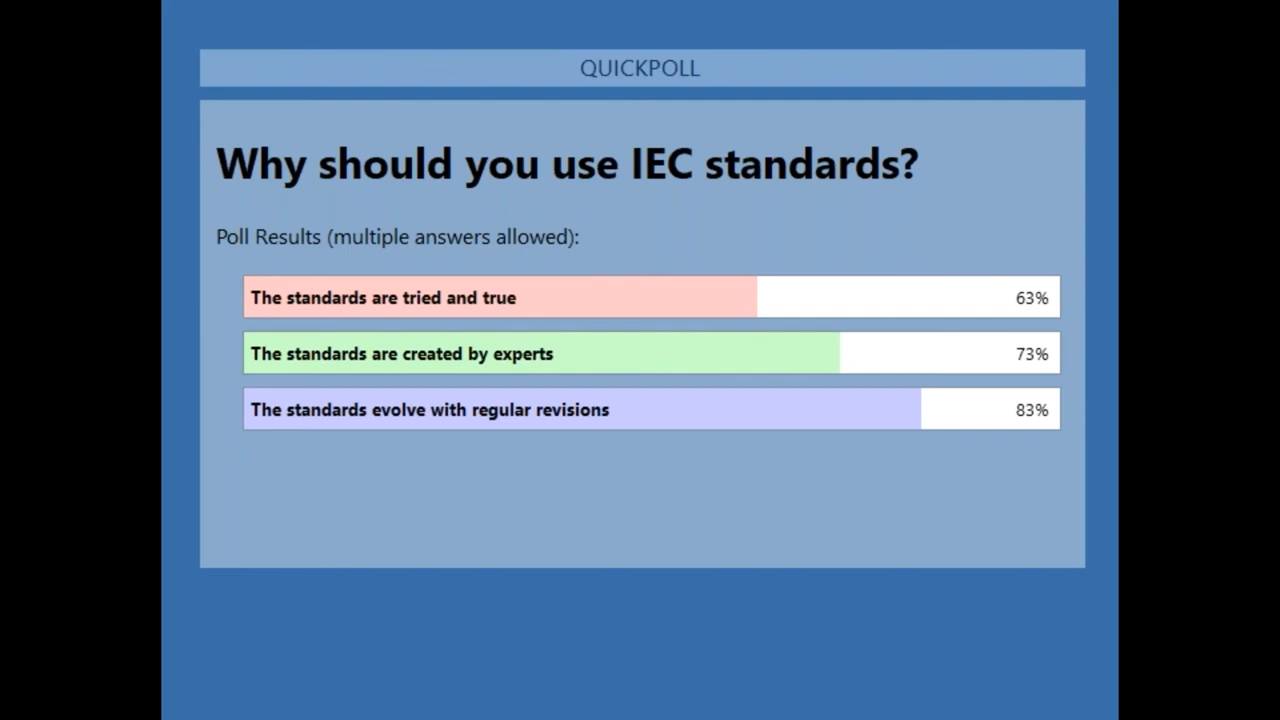 QUICKPOLL
Why should you use IEC standards?
Poll Results (multiple answers allowed):
The standards are tried and true 63%
The standards are created by experts 73%
The standards evolve with regular revisions 83%